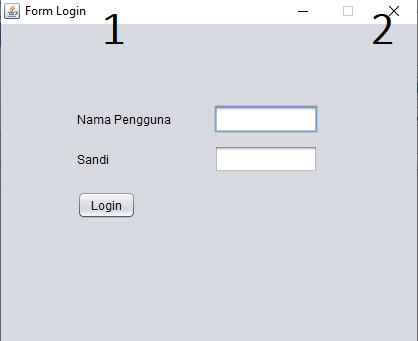 Form Login
1 2
Nama Pengguna
Sandi
Login